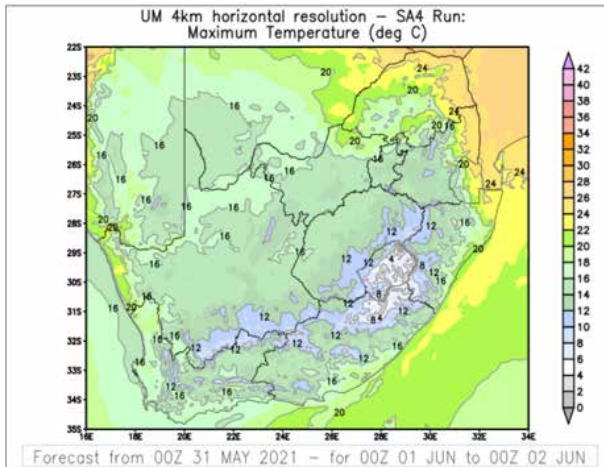 UM 4km horizontal resolution - SA4 Run:
Maximum Temperature (deg C)
22S
23S
24S
25S
26S
27S
28S
29S
30S
31S
32S
33S
34S
35S
16E 18E 20E 22E 24E 26E 28E 30E 32E 34E
42
40
38
36
34
32
30
28
26
24
22
20
18
16
14
12
10
8
6
4
2
0
Forecast from 00Z 31 MAY 2021 - for 00Z 01 JUN to 00Z 02 JUN